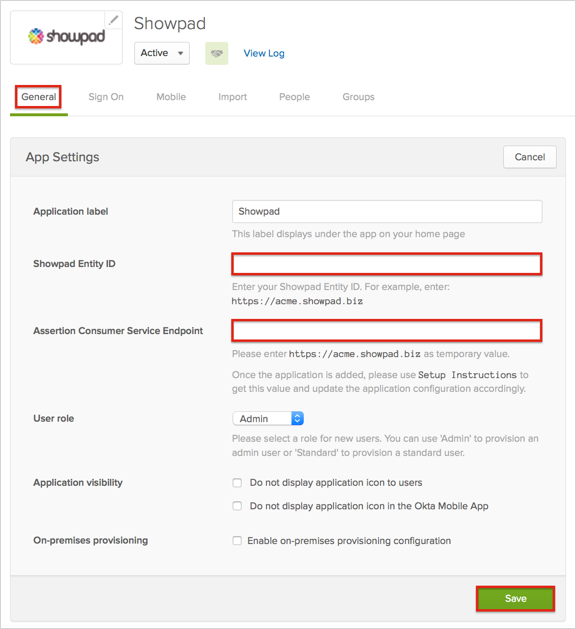 showpad
Showpad
Active
View Log
General Sign On Mobile Import People Groups
App Settings
Cancel
Application label
Showpad
This label displays under the app on your home page
Showpad Entity ID
Enter your Showpad Entity ID. For example, enter:
https://acme.showpad.biz
Assertion Consumer Service Endpoint
Please enter https://acme.showpad.biz as temporary value.
Once the application is added, please use Setup Instructions to
get this value and update the application configuration accordingly.
User role
Admin
Please select a role for new users. You can use 'Admin' to provision an
admin user or 'Standard' to provision a standard user.
Application visibility
Do not display application icon to users
Do not display application icon in the Okta Mobile App
On-premises provisioning
Enable on-premises provisioning configuration
Save